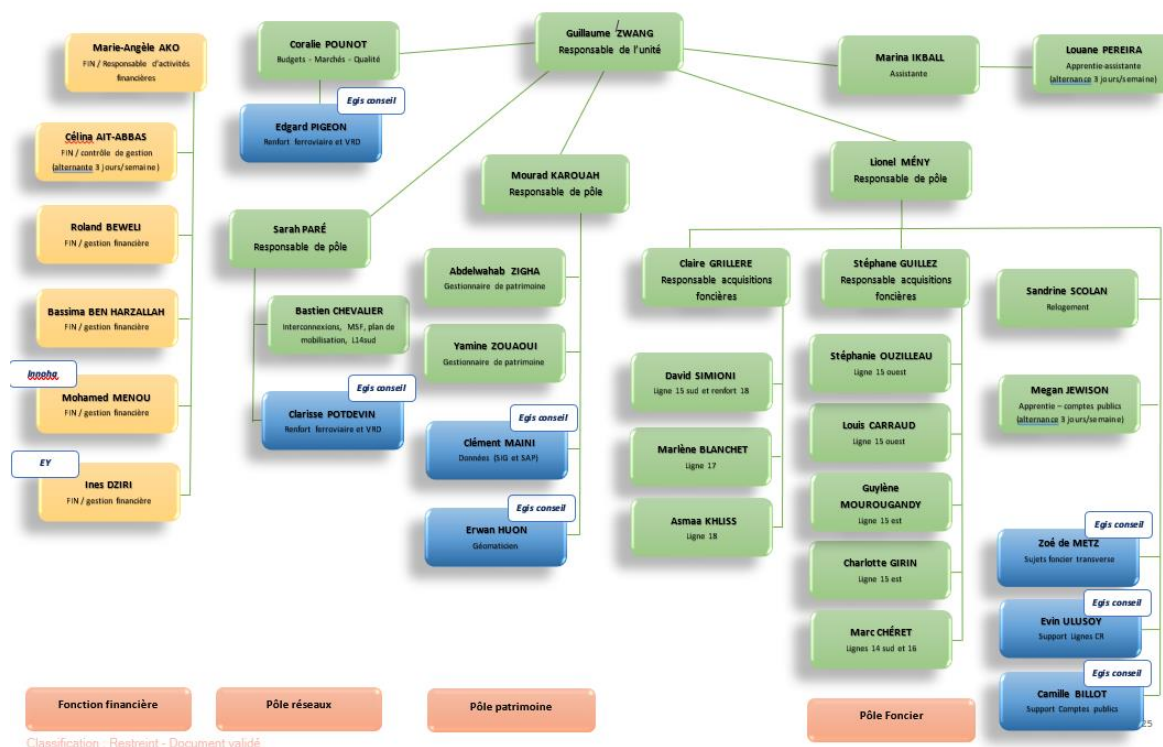 Guillaume ZWANG
Responsable de l'unité
Marie-Angèle AKO
FIN / Responsable d'activités
financières
Coralie POUNOT
Budgets - Marchés - Qualité
Marina IKBALL
Assistante
Louane PEREIRA
Apprentie-assistante
(alternance 3 jours/semaine)
Egis conseil
Edgard PIGEON
Renfort ferroviaire et VRD
Célina AIT-ABBAS
FIN / contrôle de gestion
(alternante 3 jours/semaine)
Roland BEWELI
FIN / gestion financière
Bassima BEN HARZALLAH
FIN / gestion financière
Innoha
Mohamed MENOU
FIN / gestion financière
EY
Ines DZIRI
FIN / gestion financière
Sarah PARÉ
Responsable de pôle
Bastien CHEVALIER
Interconnexions, MSF, plan de
mobilisation, L14sud
Egis conseil
Clarisse POTDEVIN
Renfort ferroviaire et VRD
Mourad KAROUAH
Responsable de pôle
Abdelwahab ZIGHA
Gestionnaire de patrimoine
Yamine ZOUAOUI
Gestionnaire de patrimoine
Egis conseil
Clément MAINI
Données (SIG et SAP)
Egis conseil
Erwan HUON
Géomaticien
Lionel MÉNY
Responsable de pôle
Claire GRILLERE
Responsable acquisitions
foncières
David SIMIONI
Ligne 15 sud et renfort 18
Marlène BLANCHET
Ligne 17
Asmaa KHLISS
Ligne 18
Stéphane GUILLEZ
Responsable acquisitions
foncières
Stéphanie OUZILLEAU
Ligne 15 ouest
Louis CARRAUD
Ligne 15 ouest
Guylène
MOUROUGANDY
Ligne 15 est
Charlotte GIRIN
Ligne 15 est
Marc CHÉRET
Lignes 14 sud et 16
Sandrine SCOLAN
Relogement
Megan JEWISON
Apprentie – comptes publics
(alternance 3 jours/semaine)
Egis conseil
Zoé de METZ
Sujets foncier transverse
Egis conseil
Evin ULUSOY
Support Lignes CR
Egis conseil
Camille BILLOT
Support Comptes publics
25
Fonction financière
Pôle réseaux
Pôle patrimoine
Pôle Foncier
Classification : Restreint - Document validé